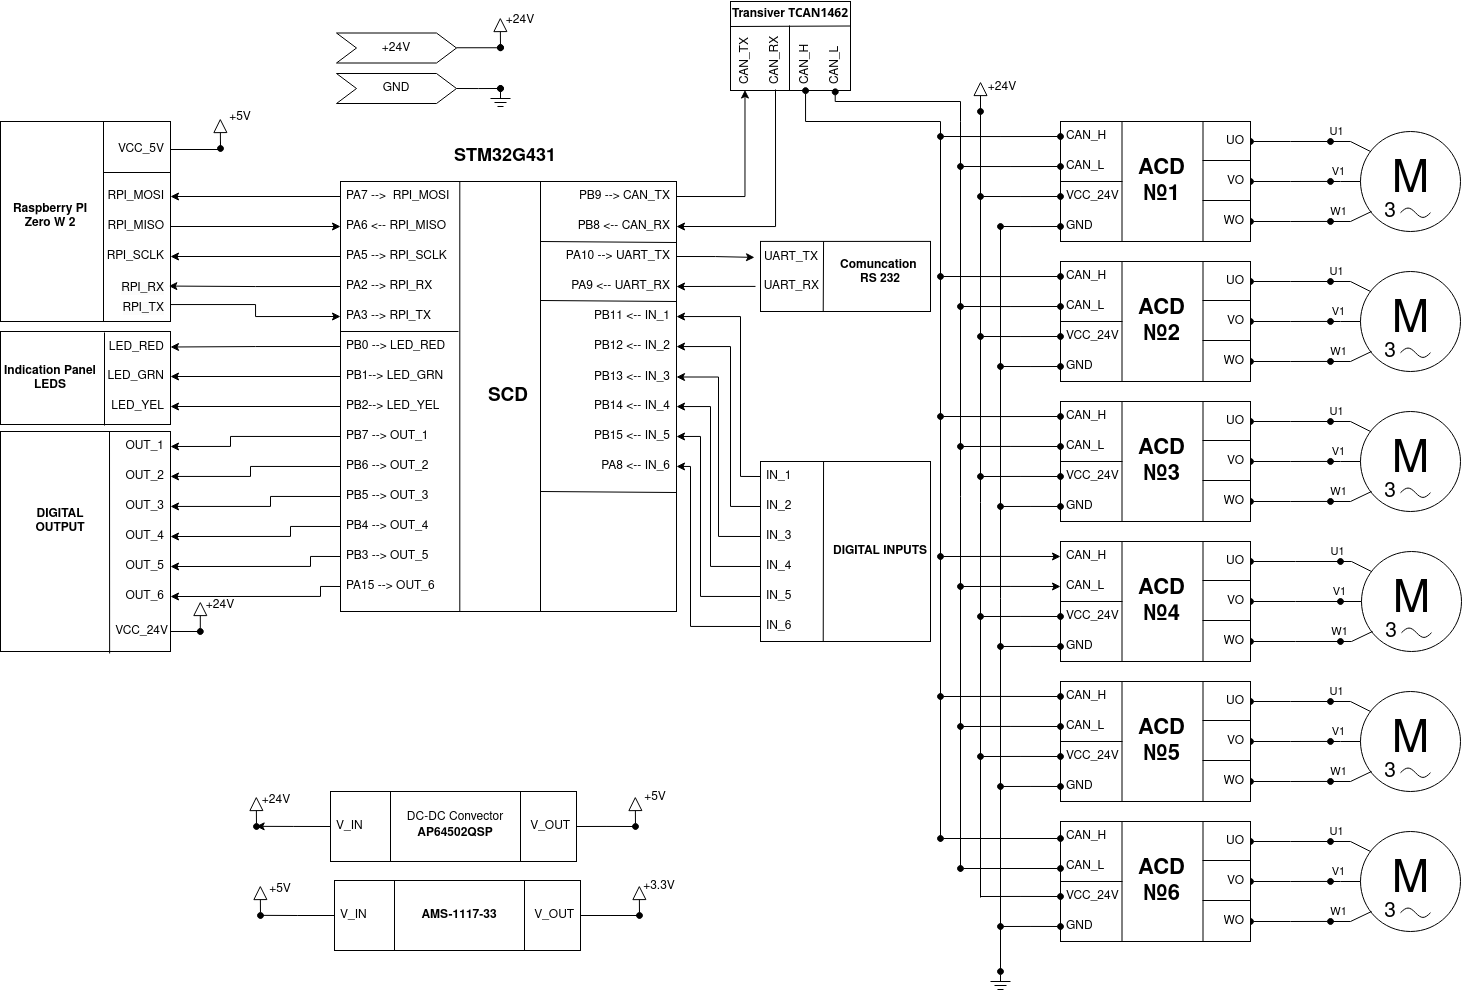 Transiver TCAN1462
CAN_TX
CAN_RX
CAN_H
CAN_L
+24V
+24V
GND
+5V
VCC_5V
Raspberry PI
Zero W 2
RPI_MOSI
RPI_MISO
RPI_SCLK
RPI_RX
RPI_TX
Indication Panel
LEDS
LED_RED
LED_GRN
LED_YEL
DIGITAL
OUTPUT
OUT_1
OUT_2
OUT_3
OUT_4
OUT_5
OUT_6
VCC_24V
+24V
STM32G431
PA7 --> RPI_MOSI
PA6 <-- RPI_MISO
PA5 --> RPI_SCLK
PA2 --> RPI_RX
PA3 --> RPI_TX
PB0 --> LED_RED
PB1--> LED_GRN
PB2--> LED_YEL
PB7 --> OUT_1
PB6 --> OUT_2
PB5 --> OUT_3
PB4 --> OUT_4
PB3 --> OUT_5
PA15 --> OUT_6
SCD
PB9 --> CAN_TX
PB8 <-- CAN_RX
PA10 --> UART_TX
PA9 <-- UART_RX
PB11 <-- IN_1
PB12 <-- IN_2
PB13 <-- IN_3
PB14 <-- IN_4
PB15 <-- IN_5
PA8 <-- IN_6
UART_TX
UART_RX
Comuncation
RS 232
IN_1
IN_2
IN_3
IN_4
IN_5
IN_6
DIGITAL INPUTS
+24V
V_IN
DC-DC Convector
AP64502QSP
V_OUT
+5V
+5V
V_IN
AMS-1117-33
V_OUT
+3.3V
+24V
CAN_H
CAN_L
VCC_24V
GND
ACD
№1
UO
VO
WO
U1
V1
W1
M
3
CAN_H
CAN_L
VCC_24V
GND
ACD
№2
UO
VO
WO
U1
V1
W1
M
3
CAN_H
CAN_L
VCC_24V
GND
ACD
№3
UO
VO
WO
U1
V1
W1
M
3
CAN_H
CAN_L
VCC_24V
GND
ACD
№4
UO
VO
WO
U1
V1
W1
M
3
CAN_H
CAN_L
VCC_24V
GND
ACD
№5
UO
VO
WO
U1
V1
W1
M
3
CAN_H
CAN_L
VCC_24V
GND
ACD
№6
UO
VO
WO
U1
V1
W1
M
3